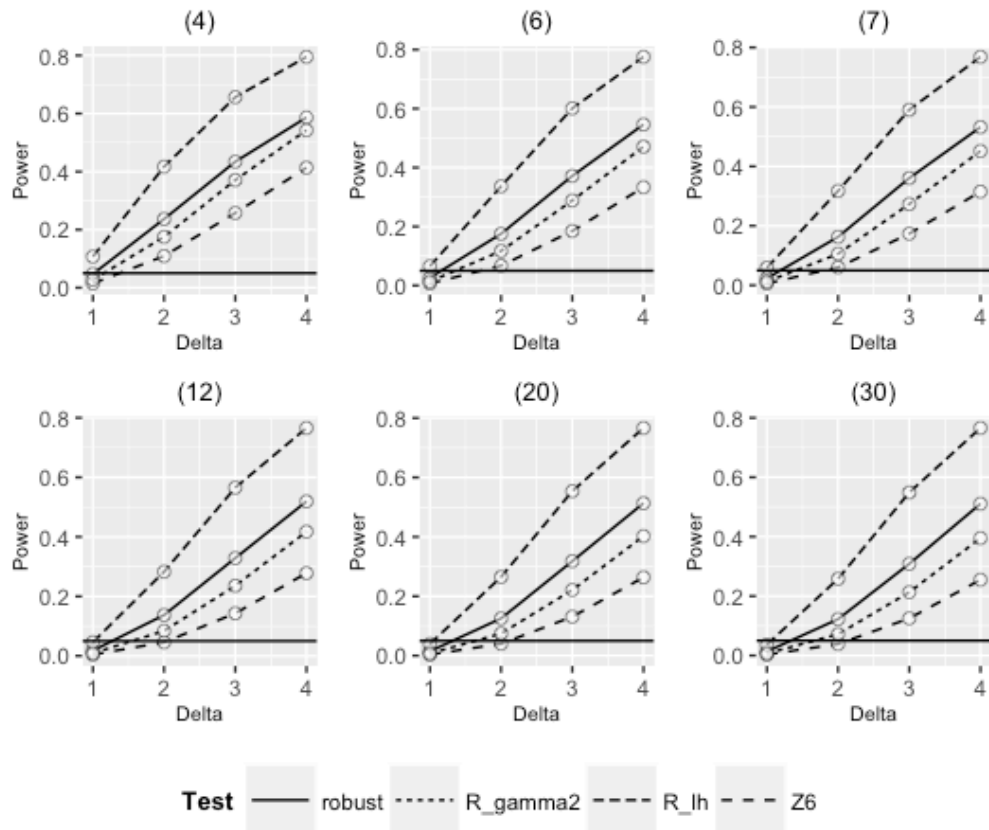 (4) (6) (7)
0.8 0.8 0.8
0.6 0.6 0.6
Power 0.4 Power 0.4 Power 0.4
0.2 0.2 0.2
0.0 0.0 0.0
1 2 3 4 1 2 3 4 1 2 3 4
Delta Delta Delta
(12) (20) (30)
0.8 0.8 0.8
0.6 0.6 0.6
Power 0.4 Power 0.4 Power 0.4
0.2 0.2 0.2
0.0 0.0 0.0
1 2 3 4 1 2 3 4 1 2 3 4
Delta Delta Delta
Test robust R_gamma2 R_lh Z6